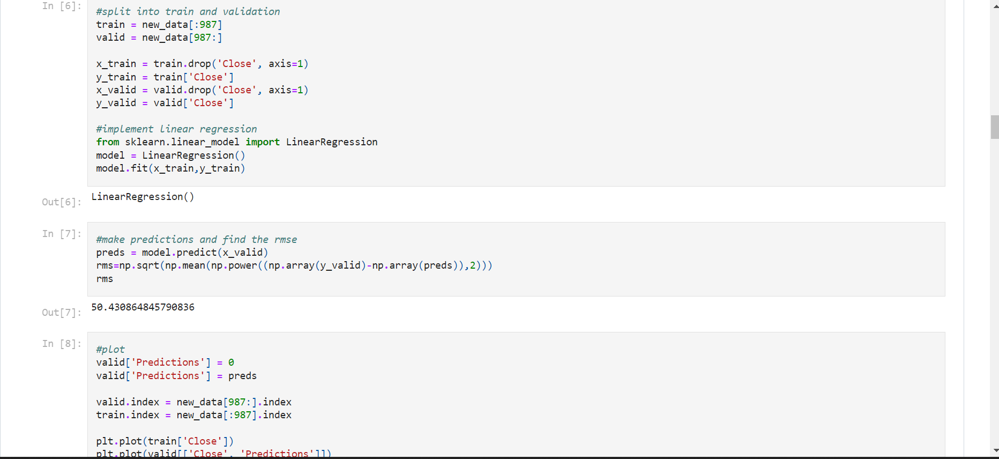 In [6]:
#split into train and validation
train = new_data[:987]
valid = new_data[987:]
x_train = train.drop('Close', axis=1)
y_train = train['Close']
x_valid = valid.drop('Close', axis=1)
y_valid = valid['Close']
#implement linear regression
from sklearn.linear_model import LinearRegression
model = LinearRegression()
model.fit(x_train,y_train)
Out[6]:
LinearRegression()
In [7]:
#make predictions and find the rmse
preds = model.predict(x_valid)
rms=np.sqrt(np.mean(np.power((np.array(y_valid)-np.array(preds)),2)))
rms
Out[7]:
50.430864845790836
In [8]:
#plot
valid['Predictions'] = 0
valid['Predictions'] = preds
valid.index = new_data[987:].index
train.index = new_data[:987].index
plt.plot(train['Close'])
plt.plot(valid[['Close', 'Predictions']])